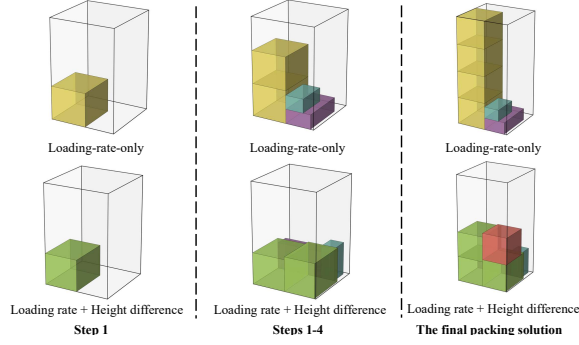 Loading-rate-only
Loading-rate-only
Loading-rate-only
Loading rate + Height difference
Loading rate + Height difference
Loading rate + Height difference
Step 1
Steps 1-4
The final packing solution